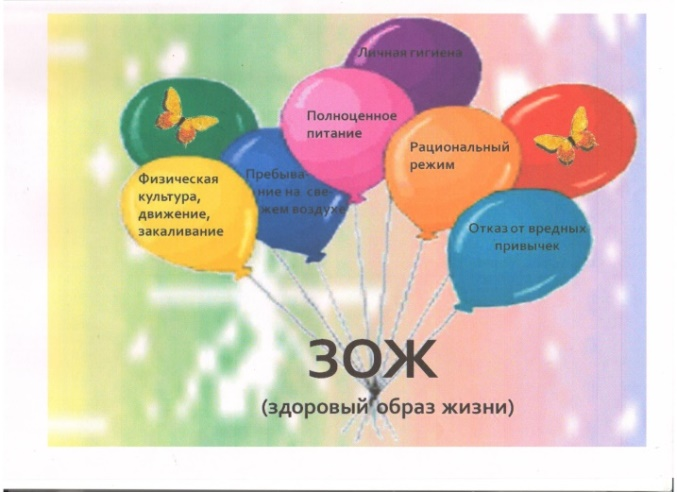 Личная гигиена
Полноценное
питание
Рациональный
режим
Пребыва-
ние на све-
жем воздухе
Физическая
культура,
движение,
закаливание
Отказ от вредных
привычек
ЗОЖ
(здоровый образ жизни)